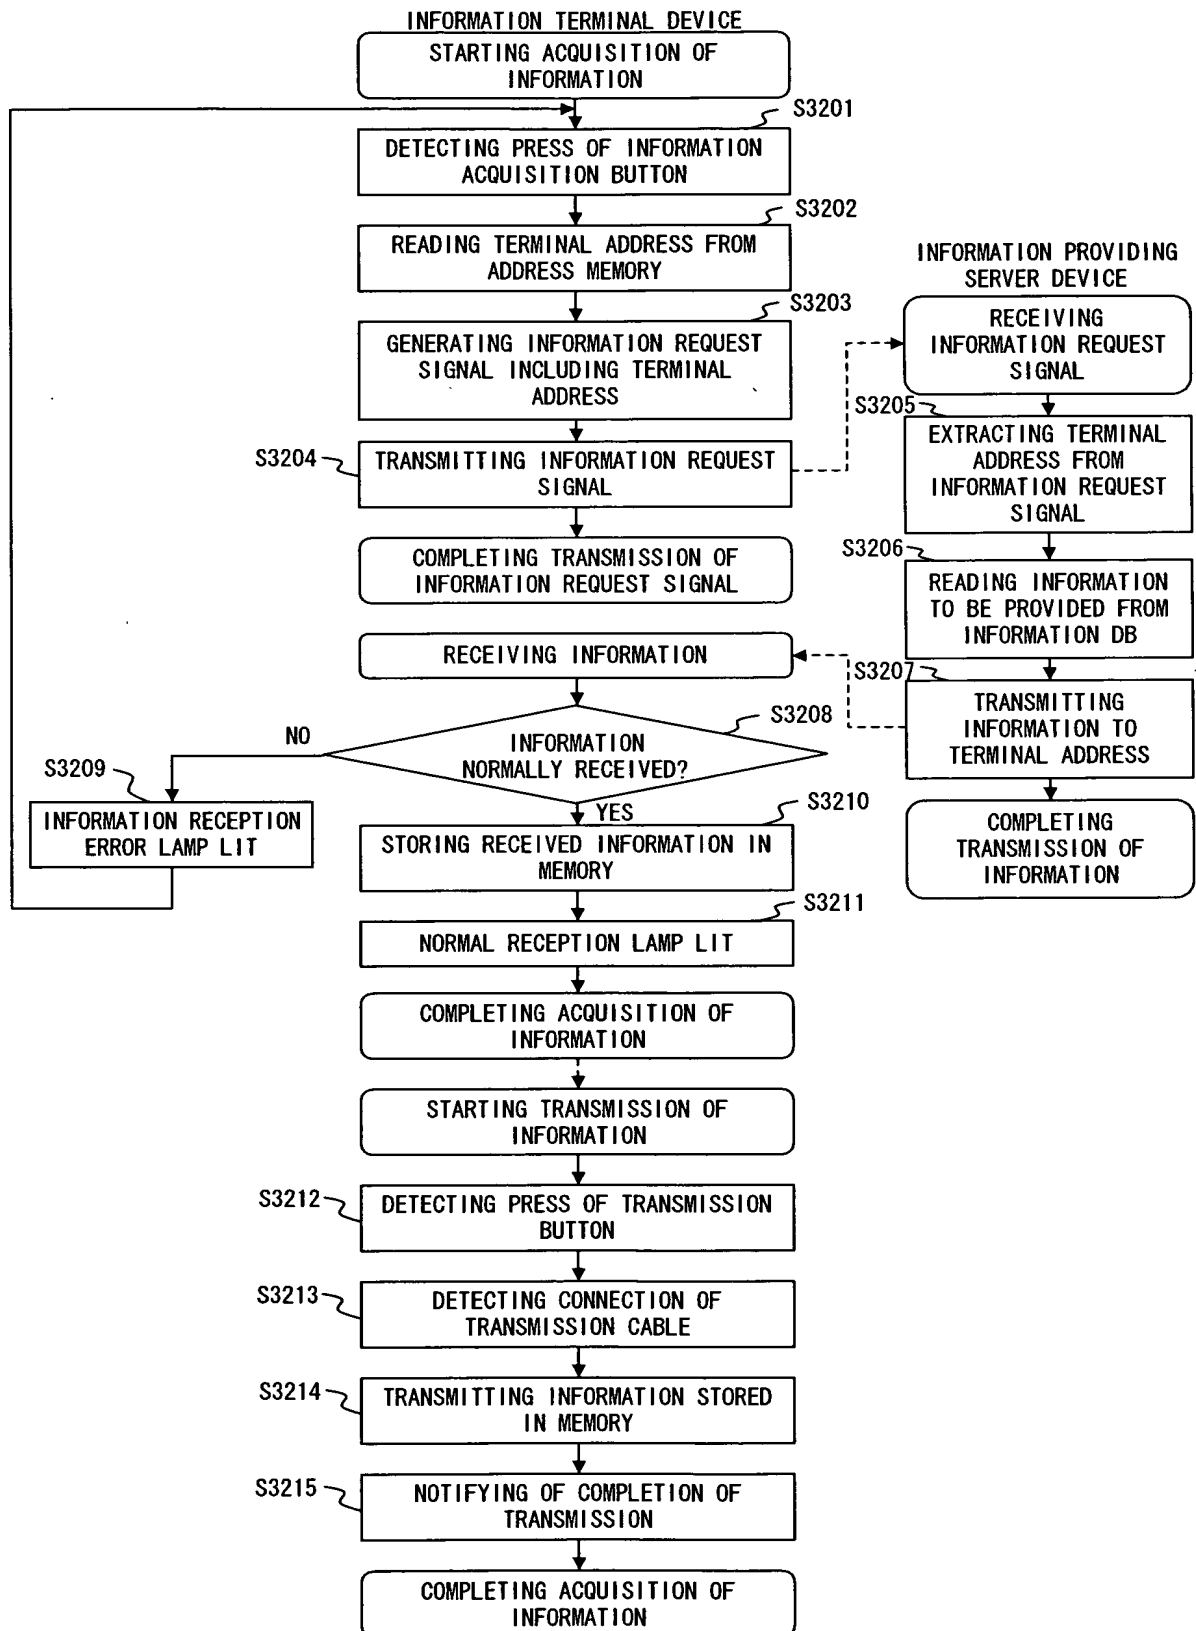 INFORMATION TERMINAL DEVICE
STARTING ACQUISITION OF
INFORMATION
S3201
DETECTING PRESS OF INFORMATION
ACQUISITION BUTTON
S3202
READING TERMINAL ADDRESS FROM
ADDRESS MEMORY
S3203
GENERATING INFORMATION REQUEST
SIGNAL INCLUDING TERMINAL
ADDRESS
S3204
TRANSMITTING INFORMATION REQUEST
SIGNAL
COMPLETING TRANSMISSION OF
INFORMATION REQUEST SIGNAL
INFORMATION PROVIDING
SERVER DEVICE
RECEIVING
INFORMATION REQUEST
SIGNAL
S3205
EXTRACTING TERMINAL
ADDRESS FROM
INFORMATION REQUEST
SIGNAL
S3206
READING INFORMATION
TO BE PROVIDED FROM
INFORMATION DB
S3207
TRANSMITTING
INFORMATION TO
TERMINAL ADDRESS
COMPLETING
TRANSMISSION OF
INFORMATION
RECEIVING INFORMATION
S3208
INFORMATION
NORMALLY RECEIVED?
NO
S3209
INFORMATION RECEPTION
ERROR LAMP LIT
YES
S3210
STORING RECEIVED INFORMATION IN
MEMORY
S3211
NORMAL RECEPTION LAMP LIT
COMPLETING ACQUISITION OF
INFORMATION
STARTING TRANSMISSION OF
INFORMATION
S3212
DETECTING PRESS OF TRANSMISSION
BUTTON
S3213
DETECTING CONNECTION OF
TRANSMISSION CABLE
S3214
TRANSMITTING INFORMATION STORED
IN MEMORY
S3215
NOTIFYING OF COMPLETION OF
TRANSMISSION
COMPLETING ACQUISITION OF
INFORMATION